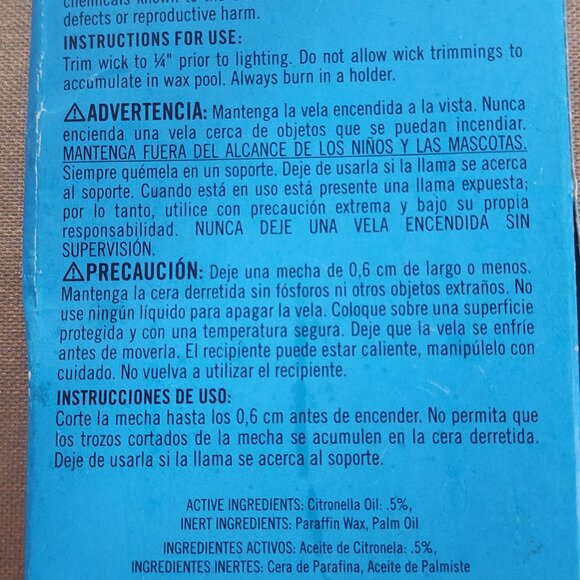 chemicals known to the
defects or reproductive harm.
INSTRUCTIONS FOR USE:
Trim wick to ¼" prior to lighting. Do not allow wick trimmings to
accumulate in wax pool. Always burn in a holder.
⚠ADVERTENCIA: Mantenga la vela encendida a la vista. Nunca
encienda una vela cerca de objetos que se puedan incendiar.
MANTENGA FUERA DEL ALCANCE DE LOS NIÑOS Y LAS MASCOTAS.
Siempre quémela en un soporte. Deje de usarla si la llama se acerca
al soporte. Cuando está en uso está presente una llama expuesta;
por lo tanto, utilice con precaución extrema y bajo su propia
responsabilidad. NUNCA DEJE UNA VELA ENCENDIDA SIN
SUPERVISIÓN.
⚠PRECAUCIÓN: Deje una mecha de 0,6 cm de largo o menos.
Mantenga la cera derretida sin fósforos ni otros objetos extraños. No
use ningún líquido para apagar la vela. Coloque sobre una superficie
protegida y con una temperatura segura. Deje que la vela se enfríe
antes de moverla. El recipiente puede estar caliente, manipúlelo con
cuidado. No vuelva a utilizar el recipiente.
INSTRUCCIONES DE USO:
Corte la mecha hasta los 0,6 cm antes de encender. No permita que
los trozos cortados de la mecha se acumulen en la cera derretida.
Deje de usarla si la llama se acerca al soporte.
ACTIVE INGREDIENTS: Citronella Oil: .5%,
INERT INGREDIENTS: Paraffin Wax, Palm Oil
INGREDIENTES ACTIVOS: Aceite de Citronela: .5%,
INGREDIENTES INERTES: Cera de Parafina, Aceite de Palmiste